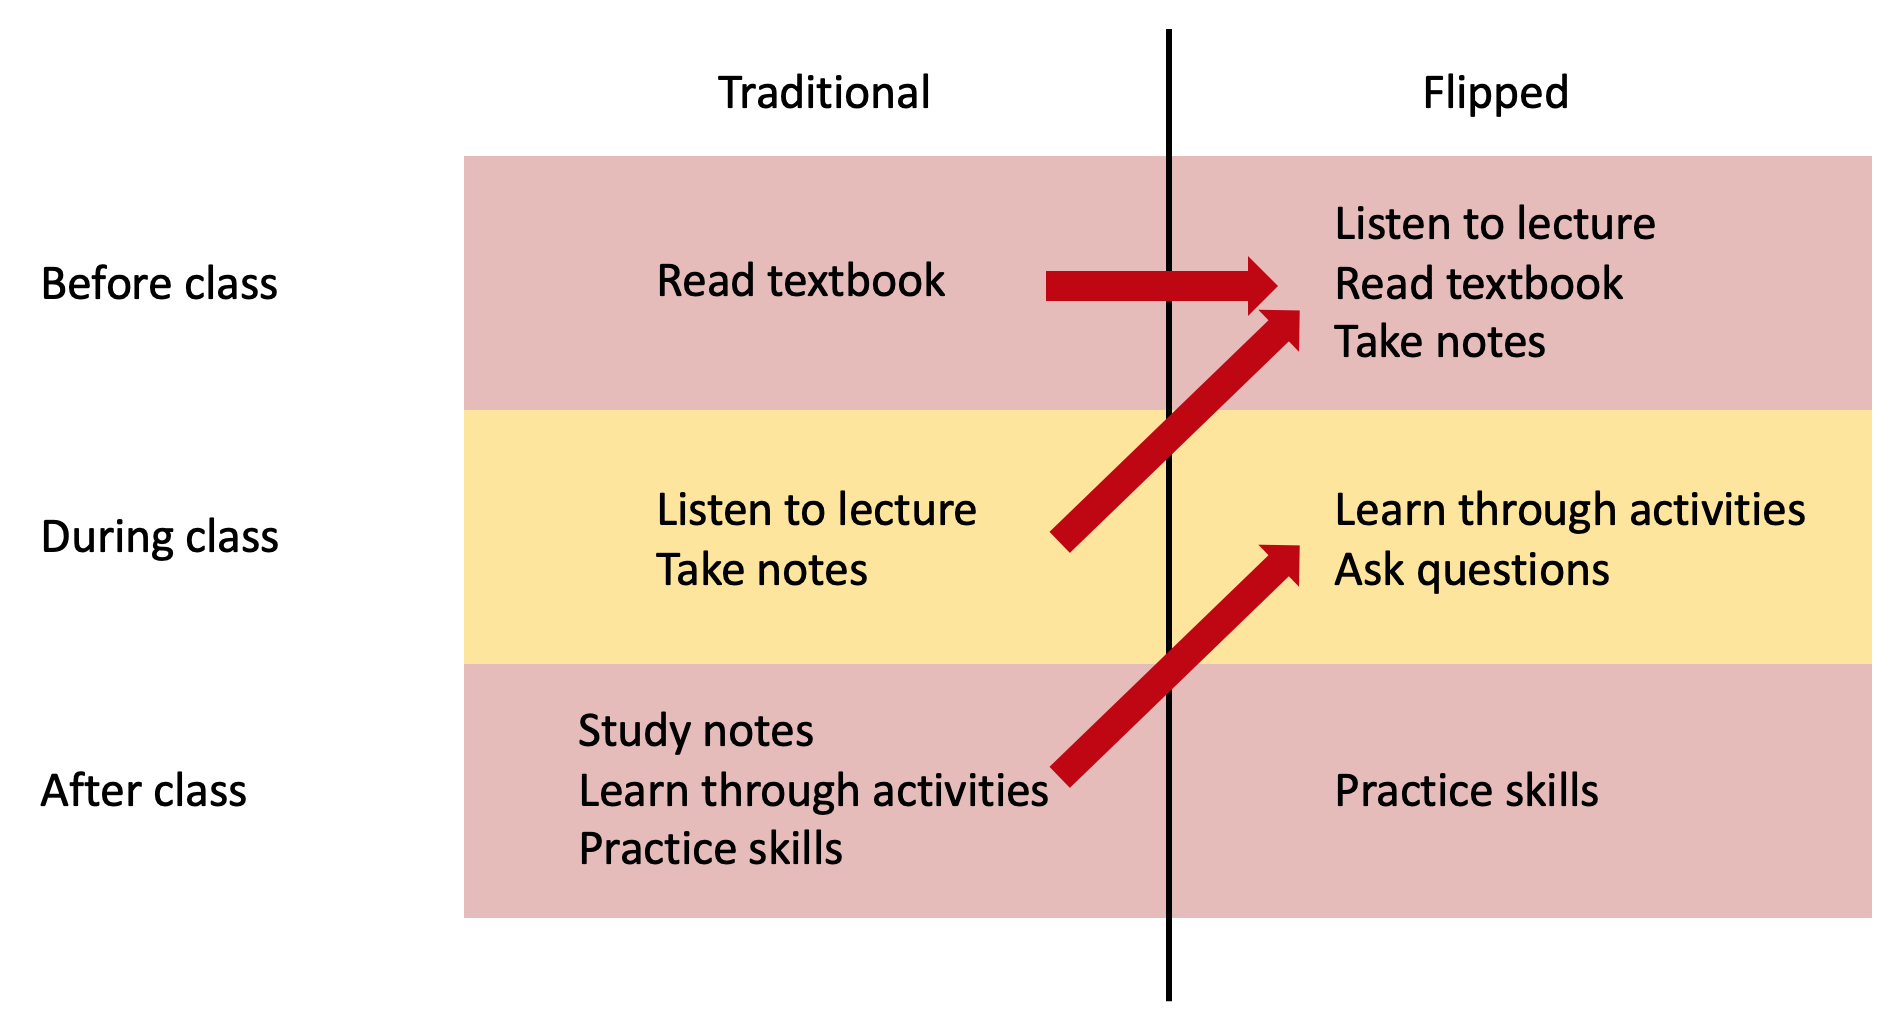 Traditional
Flipped
Before class
Read textbook
Listen to lecture
Read textbook
Take notes
During class
Listen to lecture
Take notes
Learn through activities
Ask questions
After class
Study notes
Learn through activities
Practice skills
Practice skills